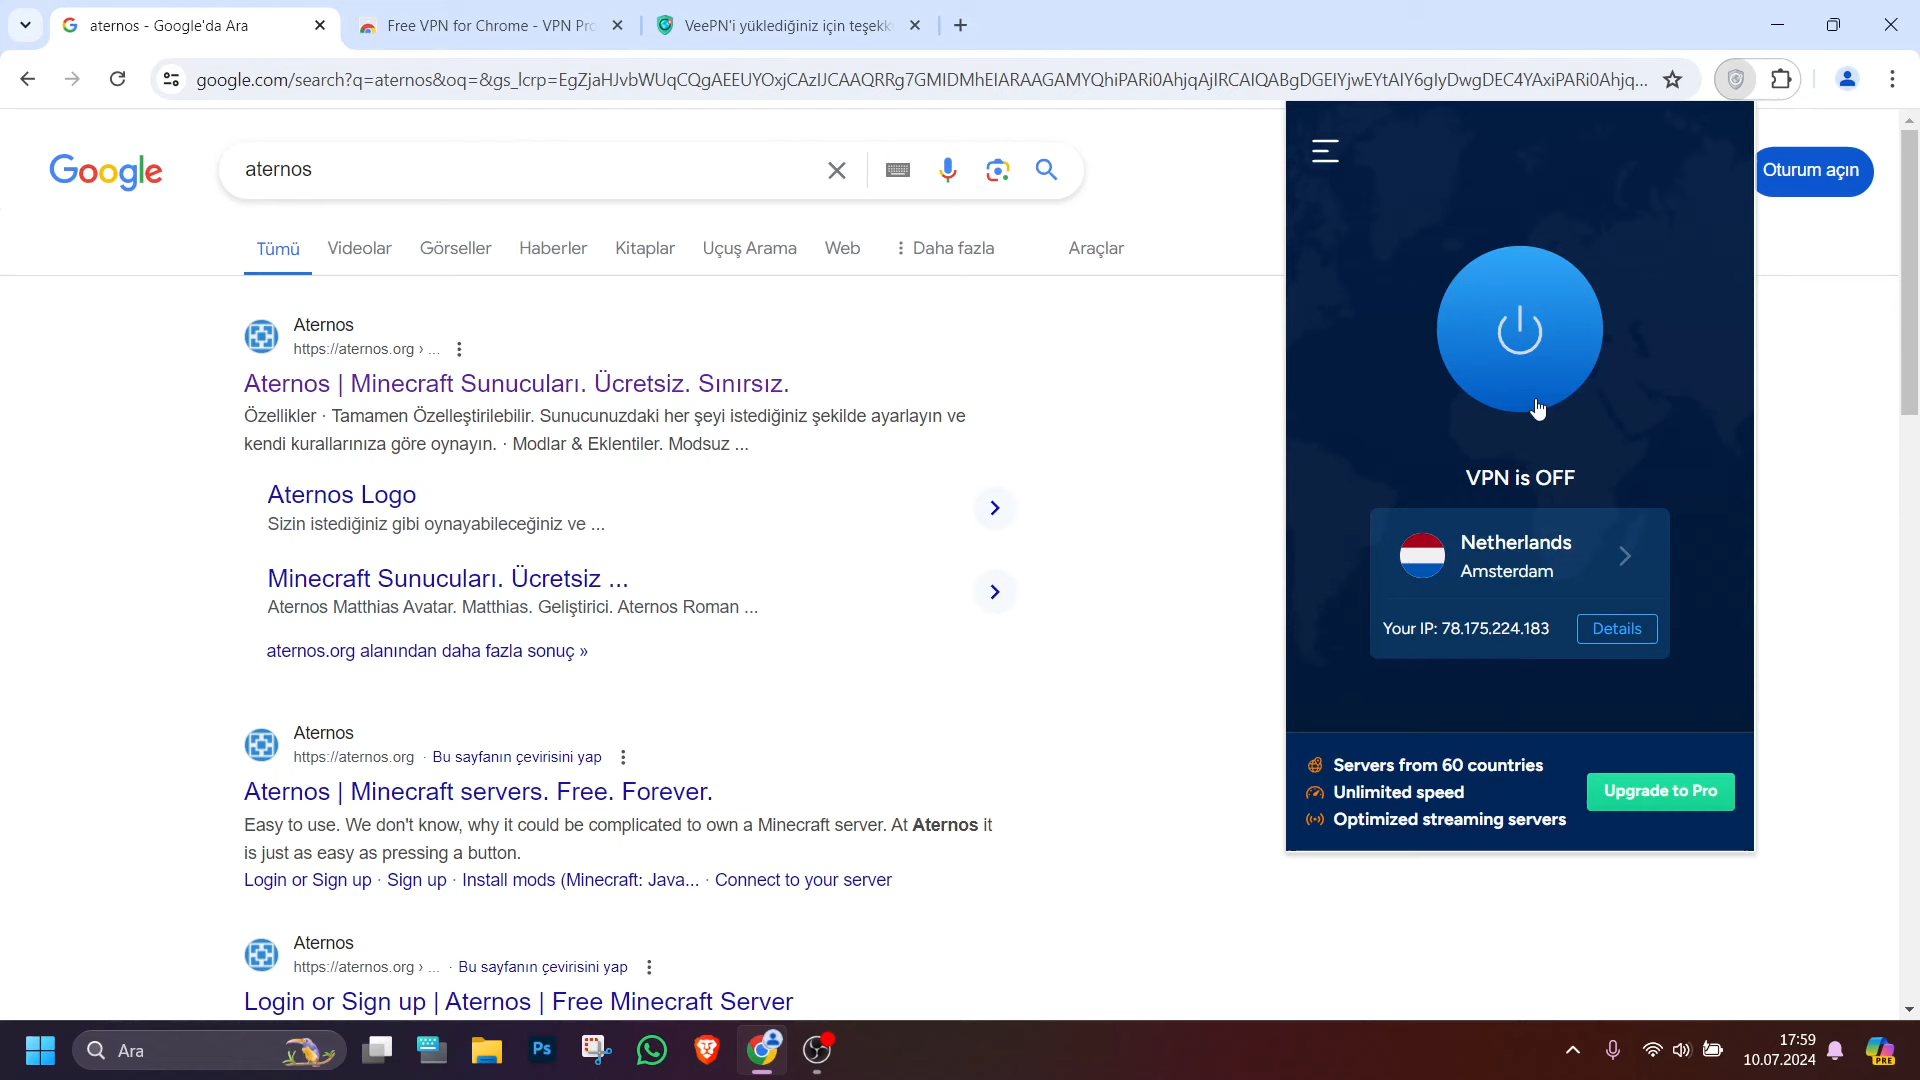 aternos - Google'da Ara
Free VPN for Chrome - VPN Pro
VeePN'i yüklediğiniz için teşekk
google.com/search?q=aternos&oq=&gs_lcrp=EgZjaHJvbWUqCQgAEEUYOxjCAzIJCAAQRRg7GMIDMhEIARAAGAMYQhiPARi0AhjqAjIRCAIQABgDGEIYjwEYtAIY6gIyDwgDEC4YAxiPARi0Ahjq...
Google
aternos
Oturum açın
Tümü
Videolar
Görseller
Haberler
Kitaplar
Uçuş Arama
Web
Daha fazla
Araçlar
Aternos
https://aternos.org › ...
Aternos | Minecraft Sunucuları. Ücretsiz. Sınırsız.
Özellikler · Tamamen Özelleştirilebilir. Sunucunuzdaki her şeyi istediğiniz şekilde ayarlayın ve
kendi kurallarınıza göre oynayın. · Modlar & Eklentiler. Modsuz ...
Aternos Logo
Sizin istediğiniz gibi oynayabileceğiniz ve ...
Minecraft Sunucuları. Ücretsiz ...
Aternos Matthias Avatar. Matthias. Geliştirici. Aternos Roman ...
aternos.org alanından daha fazla sonuç »
Aternos
https://aternos.org · Bu sayfanın çevirisini yap
Aternos | Minecraft servers. Free. Forever.
Easy to use. We don't know, why it could be complicated to own a Minecraft server. At Aternos it
is just as easy as pressing a button.
Login or Sign up · Sign up · Install mods (Minecraft: Java... · Connect to your server
Aternos
https://aternos.org › ... · Bu sayfanın çevirisini yap
Login or Sign up | Aternos | Free Minecraft Server
VPN is OFF
Netherlands
Amsterdam
Your IP: 78.175.224.183
Details
Servers from 60 countries
Unlimited speed
Optimized streaming servers
Upgrade to Pro
Ara
Ps
17:59
10.07.2024
PRE